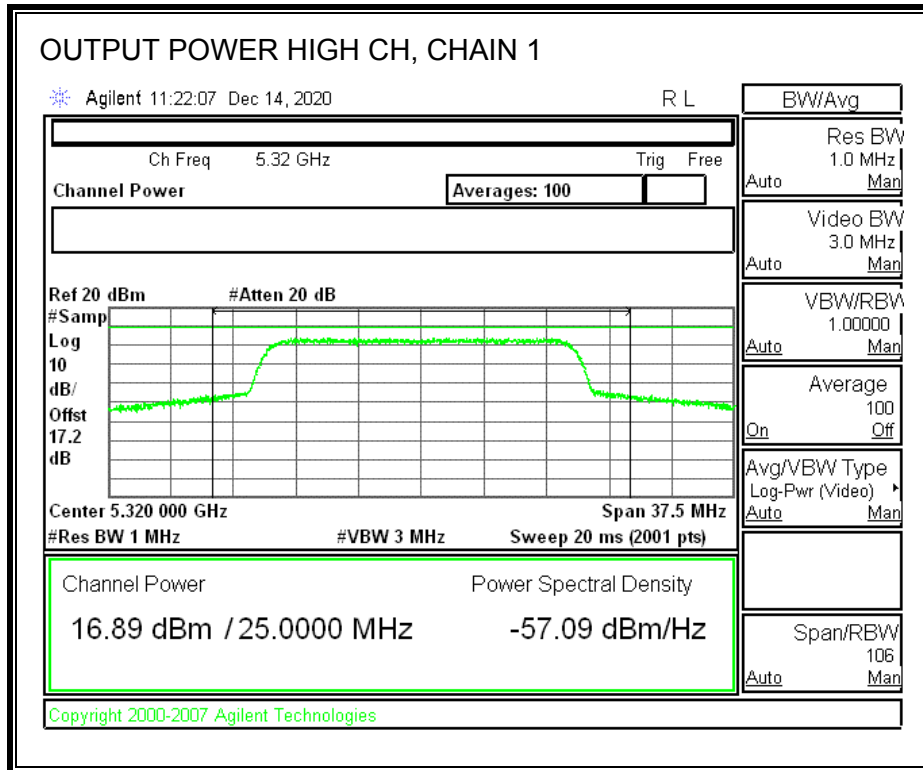 OUTPUT POWER HIGH CH, CHAIN 1
Agilent 11:22:07 Dec 14, 2020 R L
Ch Freq 5.32 GHz Trig Free
Channel Power Averages: 100
Ref 20 dBm #Atten 20 dB
#Samp
Log
10
dB/
Offst
17.2
dB
Center 5.320 000 GHz Span 37.5 MHz
#Res BW 1 MHz #VBW 3 MHz Sweep 20 ms (2001 pts)
Channel Power Power Spectral Density
16.89 dBm / 25.0000 MHz -57.09 dBm/Hz
Copyright 2000-2007 Agilent Technologies
BW/Avg
Res BW
1.0 MHz
Auto Man
Video BW
3.0 MHz
Auto Man
VBW/RBW
1.00000
Auto Man
Average
100
On Off
Avg/VBW Type
Log-Pwr (Video)
Auto Man
Span/RBW
106
Auto Man